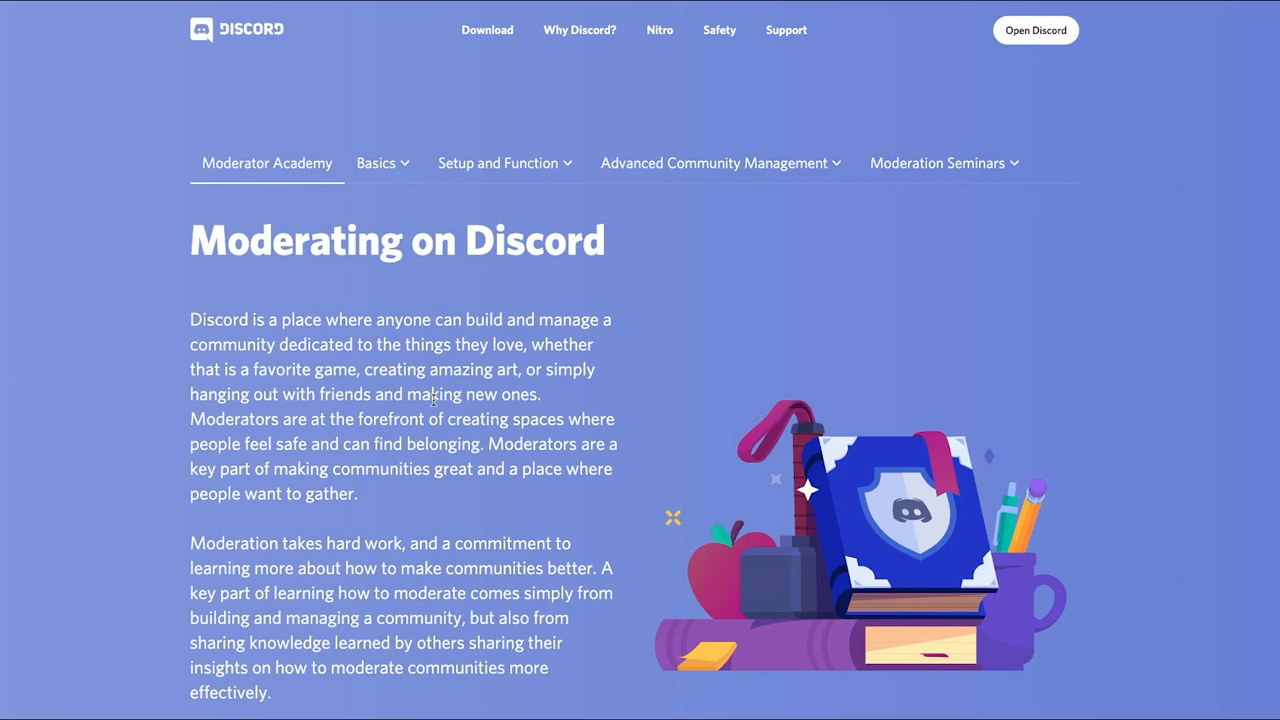 DISCORD
Download
Why Discord?
Nitro
Safety
Support
Open Discord
Moderator Academy
Basics
Setup and Function
Advanced Community Management
Moderation Seminars
Moderating on Discord
Discord is a place where anyone can build and manage a
community dedicated to the things they love, whether
that is a favorite game, creating amazing art, or simply
hanging out with friends and making new ones.
Moderators are at the forefront of creating spaces where
people feel safe and can find belonging. Moderators are a
key part of making communities great and a place where
people want to gather.
Moderation takes hard work, and a commitment to
learning more about how to make communities better. A
key part of learning how to moderate comes simply from
building and managing a community, but also from
sharing knowledge learned by others sharing their
insights on how to moderate communities more
effectively.